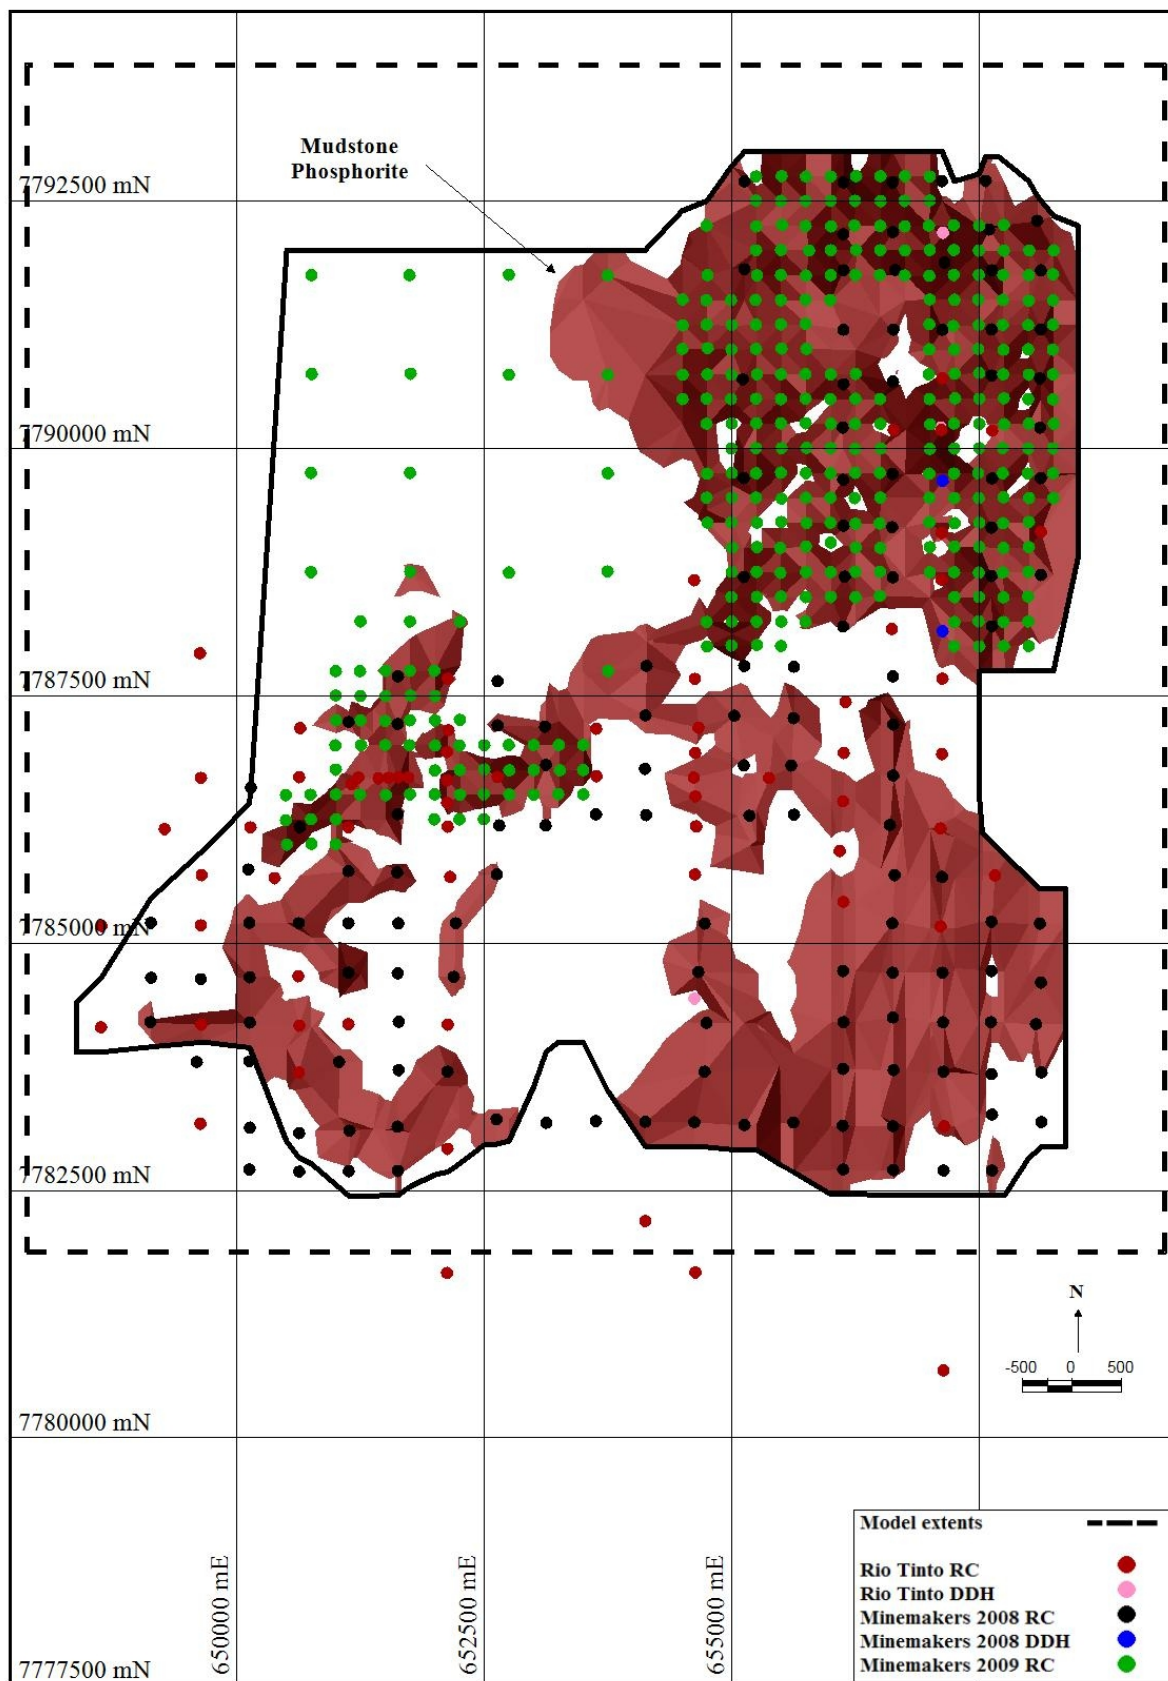 Mudstone
Phosphorite
7792500 mN
7790000 mN
7787500 mN
7785000 mN
7782500 mN
N
-500 0 500
7780000 mN
650000 mE
652500 mE
655000 mE
Model extents
Rio Tinto RC
Rio Tinto DDH
Minemakers 2008 RC
Minemakers 2008 DDH
Minemakers 2009 RC
7777500 mN